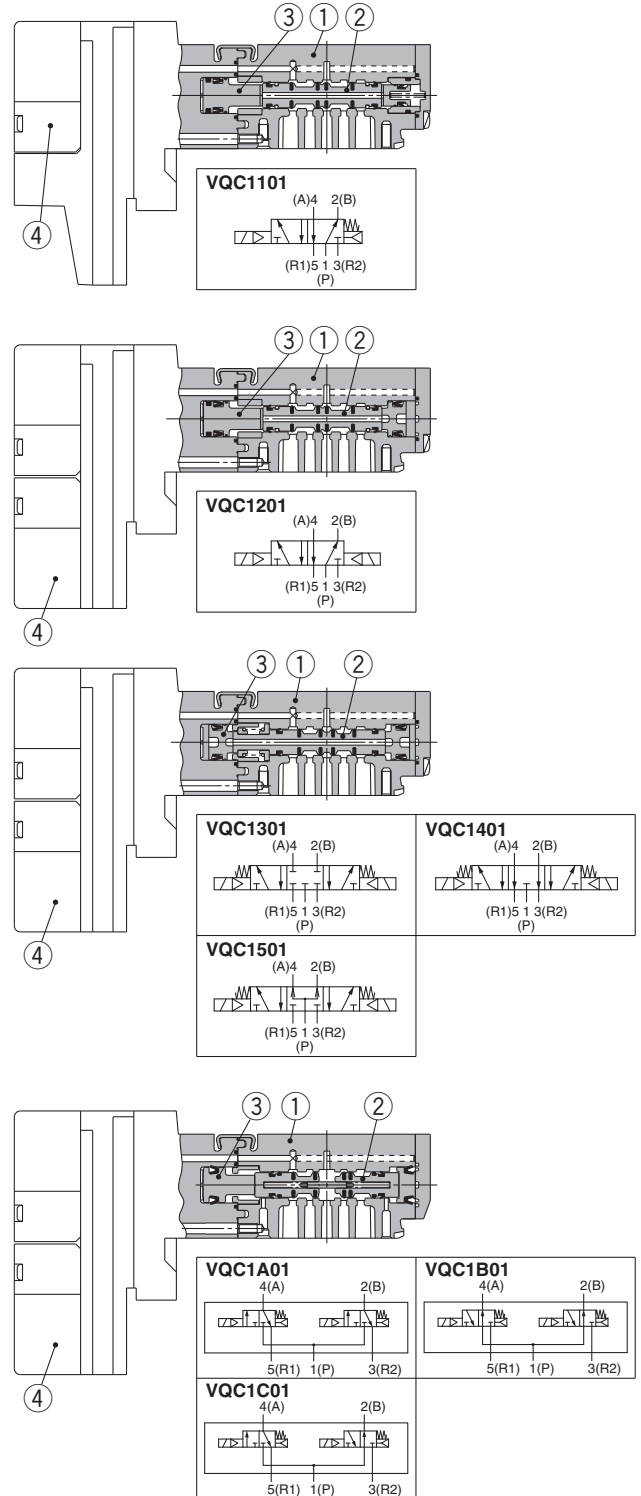 ③ ① ②
④
VQC1101
(A)4 2(B)
(R1)5 1 3(R2)
(P)
③ ① ②
④
VQC1201
(A)4 2(B)
(R1)5 1 3(R2)
(P)
③ ① ②
④
VQC1301
(A)4 2(B)
(R1)5 1 3(R2)
(P)
VQC1401
(A)4 2(B)
(R1)5 1 3(R2)
(P)
VQC1501
(A)4 2(B)
(R1)5 1 3(R2)
(P)
③ ① ②
④
VQC1A01
4(A) 2(B)
5(R1) 1(P) 3(R2)
VQC1B01
4(A) 2(B)
5(R1) 1(P) 3(R2)
VQC1C01
4(A) 2(B)
5(R1) 1(P) 3(R2)